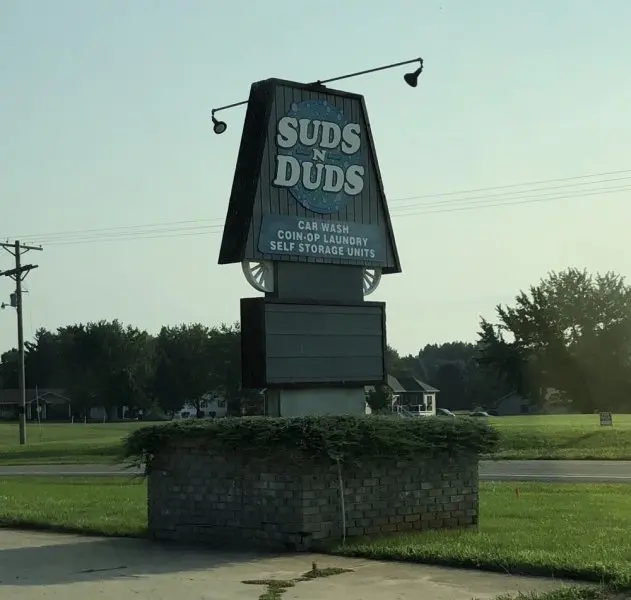 SUDS
N
DUDS
CAR WASH
COIN-OP LAUNDRY
SELF STORAGE UNITS